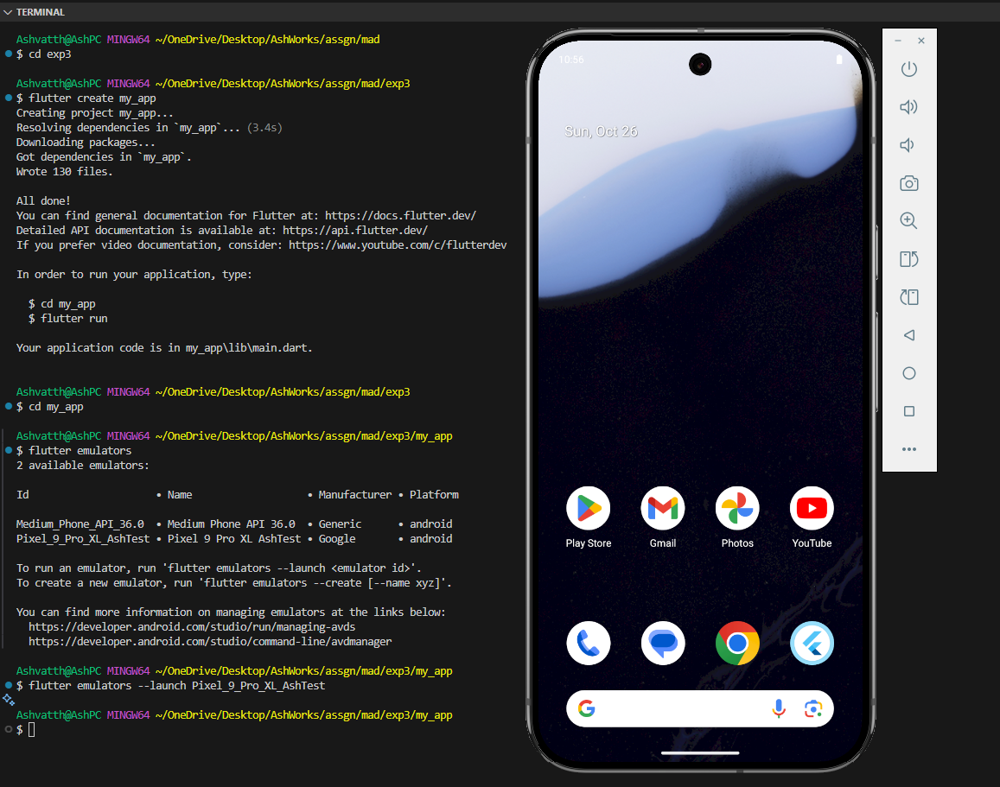 TERMINAL
Ashvatth@AshPC MINGW64 ~/OneDrive/Desktop/AshWorks/assgn/mad
$ cd exp3
Ashvatth@AshPC MINGW64 ~/OneDrive/Desktop/AshWorks/assgn/mad/exp3
$ flutter create my_app
Creating project my_app...
Resolving dependencies in `my_app`... (3.4s)
Downloading packages...
Got dependencies in `my_app`.
Wrote 130 files.
All done!
You can find general documentation for Flutter at: https://docs.flutter.dev/
Detailed API documentation is available at: https://api.flutter.dev/
If you prefer video documentation, consider: https://www.youtube.com/c/flutterdev
In order to run your application, type:
$ cd my_app
$ flutter run
Your application code is in my_app\lib\main.dart.
Ashvatth@AshPC MINGW64 ~/OneDrive/Desktop/AshWorks/assgn/mad/exp3
$ cd my_app
Ashvatth@AshPC MINGW64 ~/OneDrive/Desktop/AshWorks/assgn/mad/exp3/my_app
$ flutter emulators
2 available emulators:
Id • Name • Manufacturer • Platform
Medium_Phone_API_36.0 • Medium Phone API 36.0 • Generic • android
Pixel_9_Pro_XL_AshTest • Pixel 9 Pro XL AshTest • Google • android
To run an emulator, run 'flutter emulators --launch <emulator id>'.
To create a new emulator, run 'flutter emulators --create [--name xyz]'.
You can find more information on managing emulators at the links below:
https://developer.android.com/studio/run/managing-avds
https://developer.android.com/studio/command-line/avdmanager
Ashvatth@AshPC MINGW64 ~/OneDrive/Desktop/AshWorks/assgn/mad/exp3/my_app
$ flutter emulators --launch Pixel_9_Pro_XL_AshTest
Ashvatth@AshPC MINGW64 ~/OneDrive/Desktop/AshWorks/assgn/mad/exp3/my_app
$
10:56
Sun, Oct 26
Play Store Gmail Photos YouTube